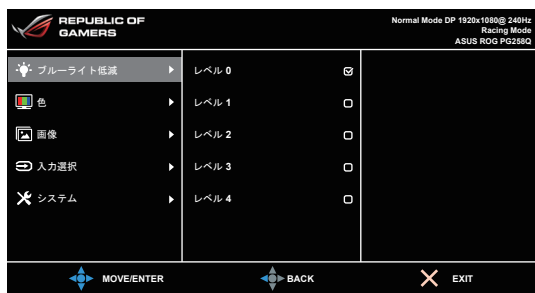 REPUBLIC OF
GAMERS
Normal Mode DP 1920x1080@ 240Hz
Racing Mode
ASUS ROG PG258Q
ブルーライト低減
色
画像
入力選択
システム
レベル 0
レベル 1
レベル 2
レベル 3
レベル 4
MOVE/ENTER
BACK
EXIT